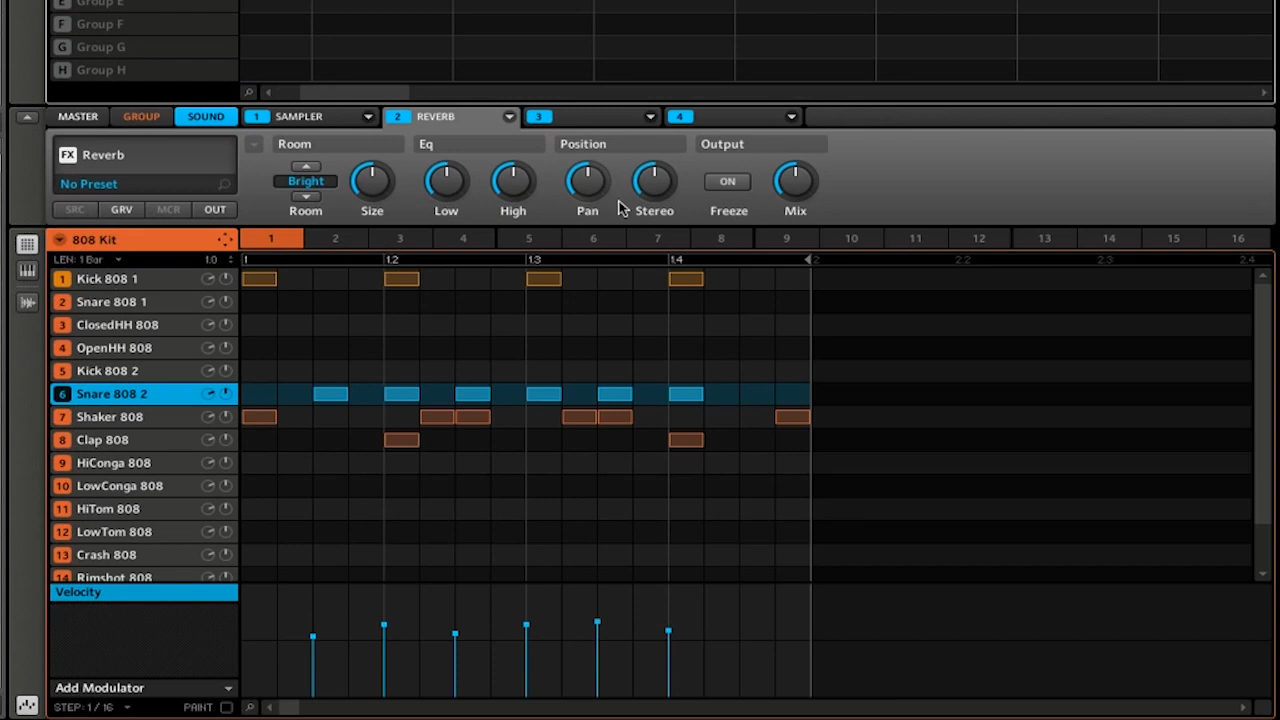 E Group E
F Group F
G Group G
H Group H
MASTER GROUP SOUND 1 SAMPLER 2 REVERB 3 4
FX Reverb Room Eq Position Output
No Preset Bright ON
SRC GRV MCR OUT Room Size Low High Pan Stereo Freeze Mix
808 Kit 1 2 3 4 5 6 7 8 9 10 11 12 13 14 15 16
LEN: 1 Bar 1.0 1 1.2 1.3 1.4 2 2.2 2.3 2.4
1 Kick 808 1
2 Snare 808 1
3 ClosedHH 808
4 OpenHH 808
5 Kick 808 2
6 Snare 808 2
7 Shaker 808
8 Clap 808
9 HiConga 808
10 LowConga 808
11 HiTom 808
12 LowTom 808
13 Crash 808
14 Rimshot 808
Velocity
Add Modulator
STEP: 1/16 PAINT